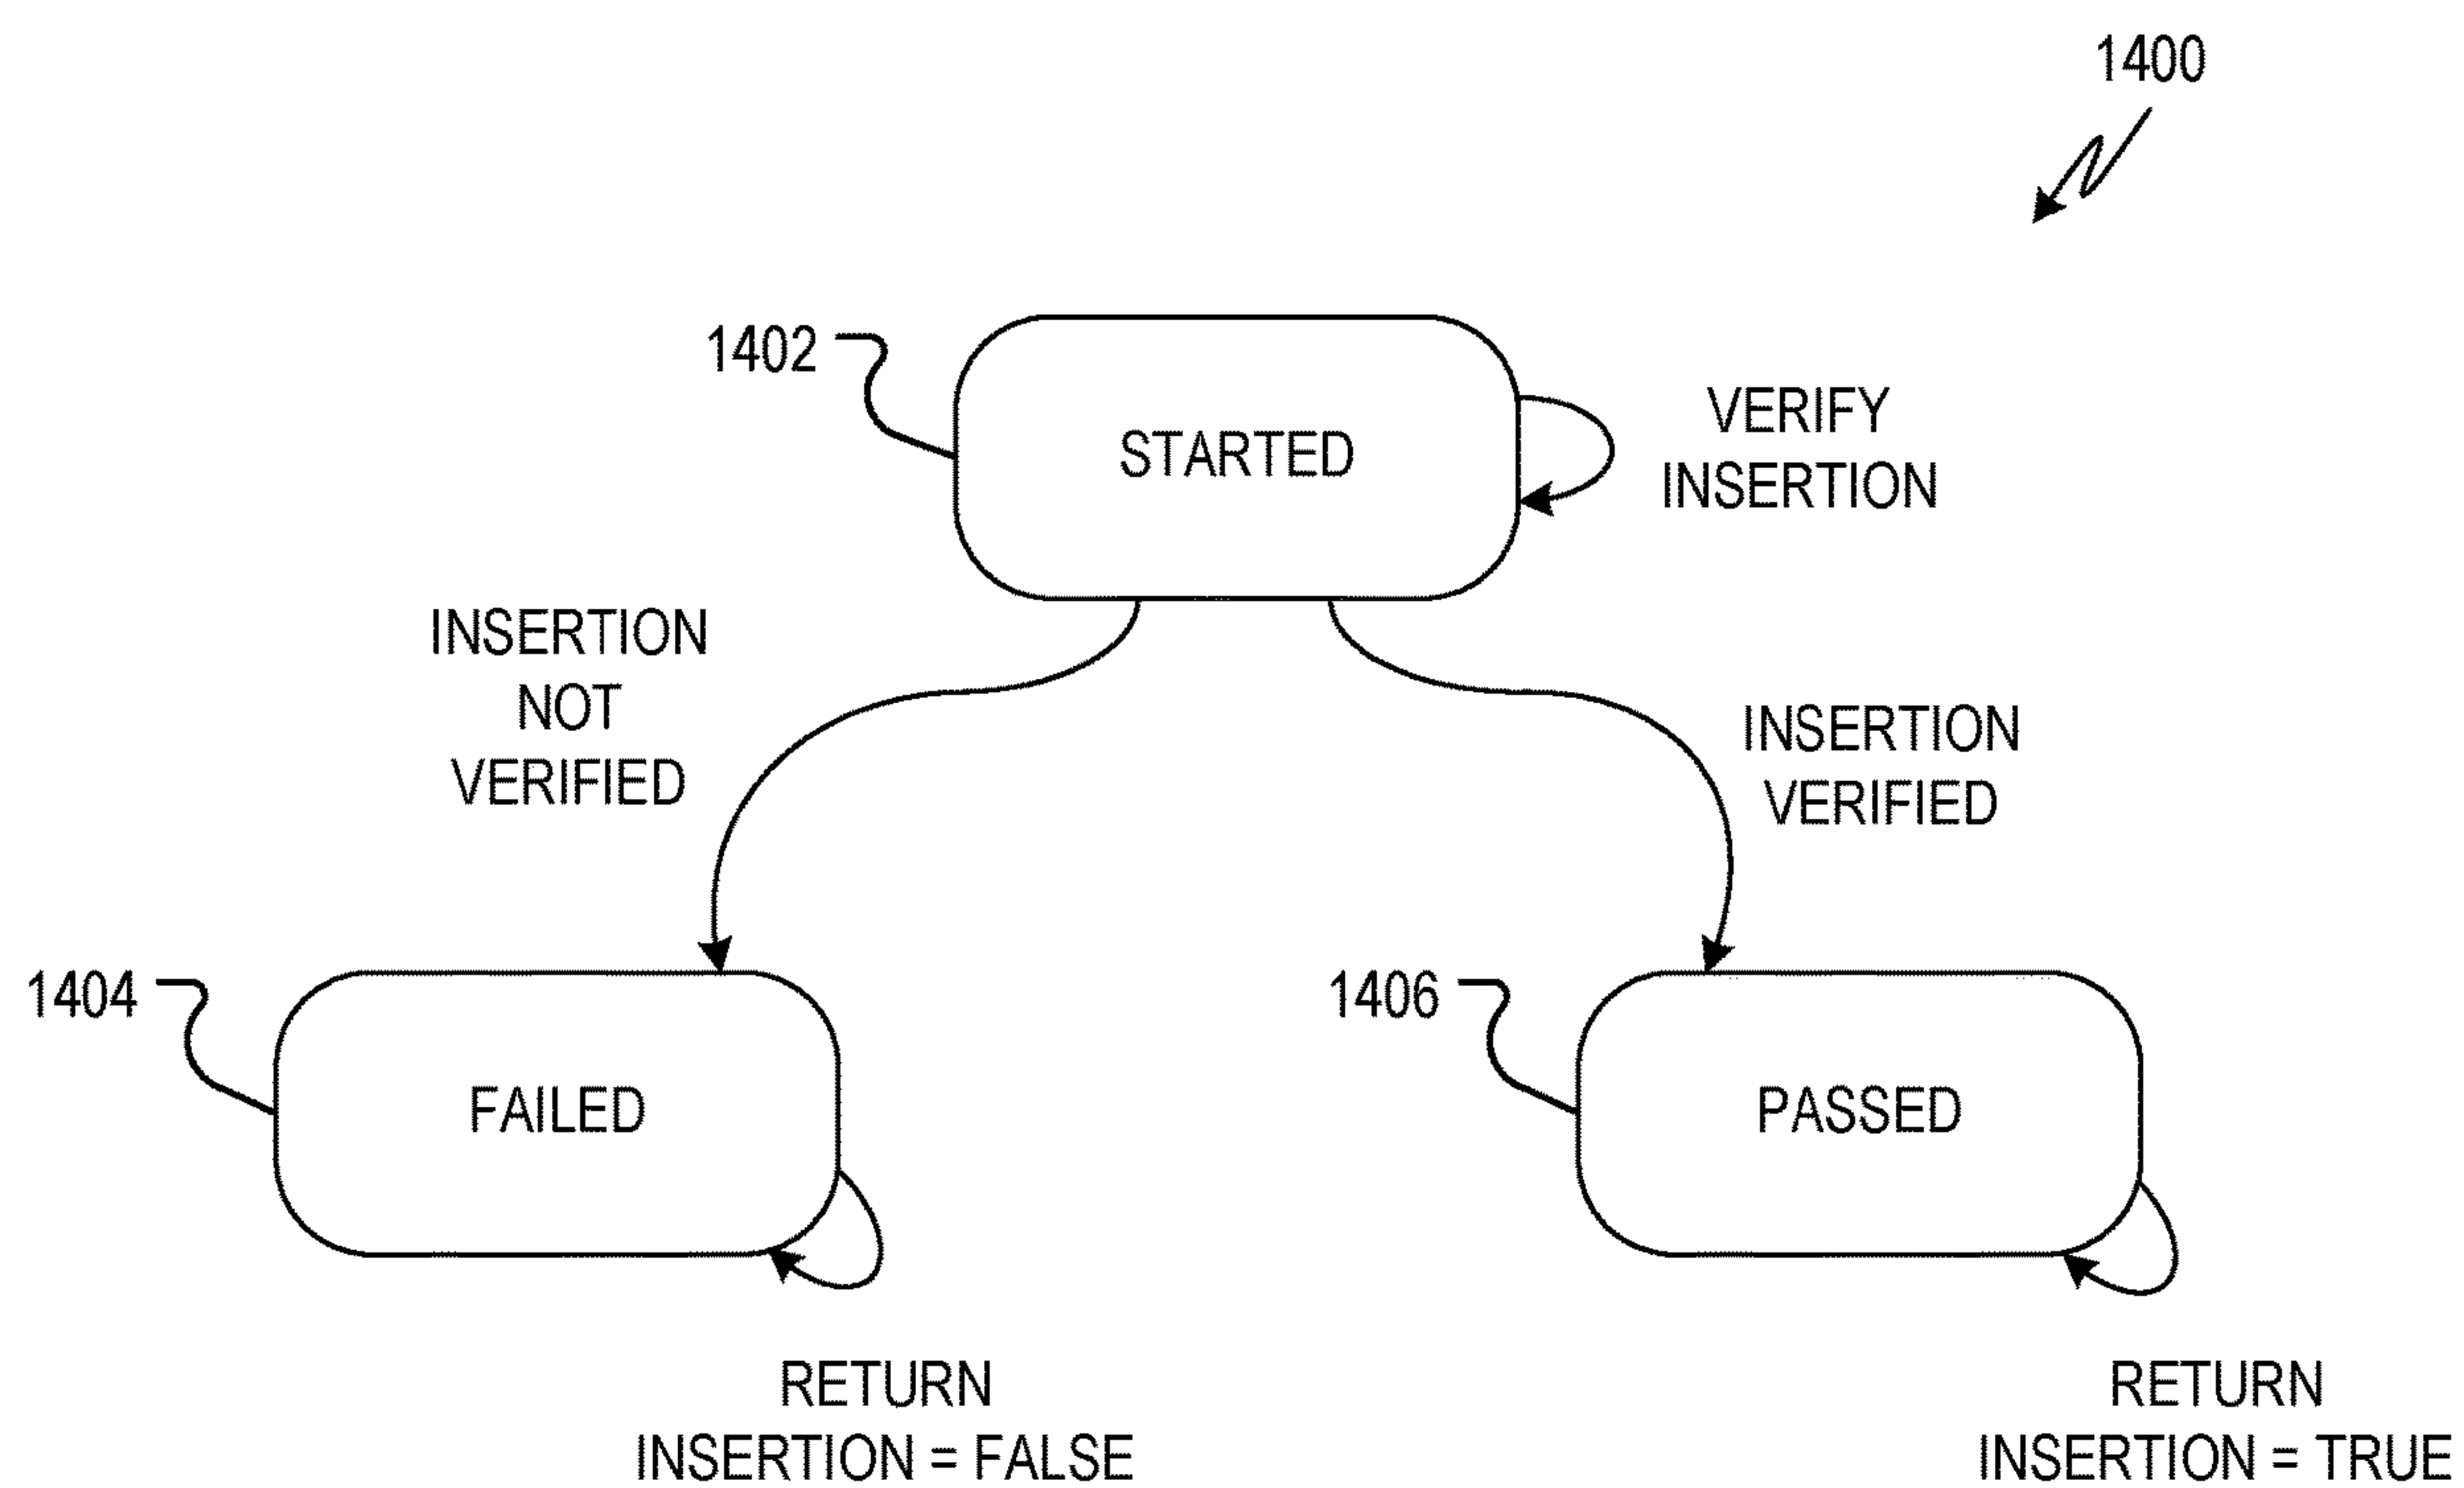 1400
1402
STARTED
VERIFY
INSERTION
INSERTION
NOT
VERIFIED
INSERTION
VERIFIED
1404
FAILED
1406
PASSED
RETURN
INSERTION = FALSE
RETURN
INSERTION = TRUE